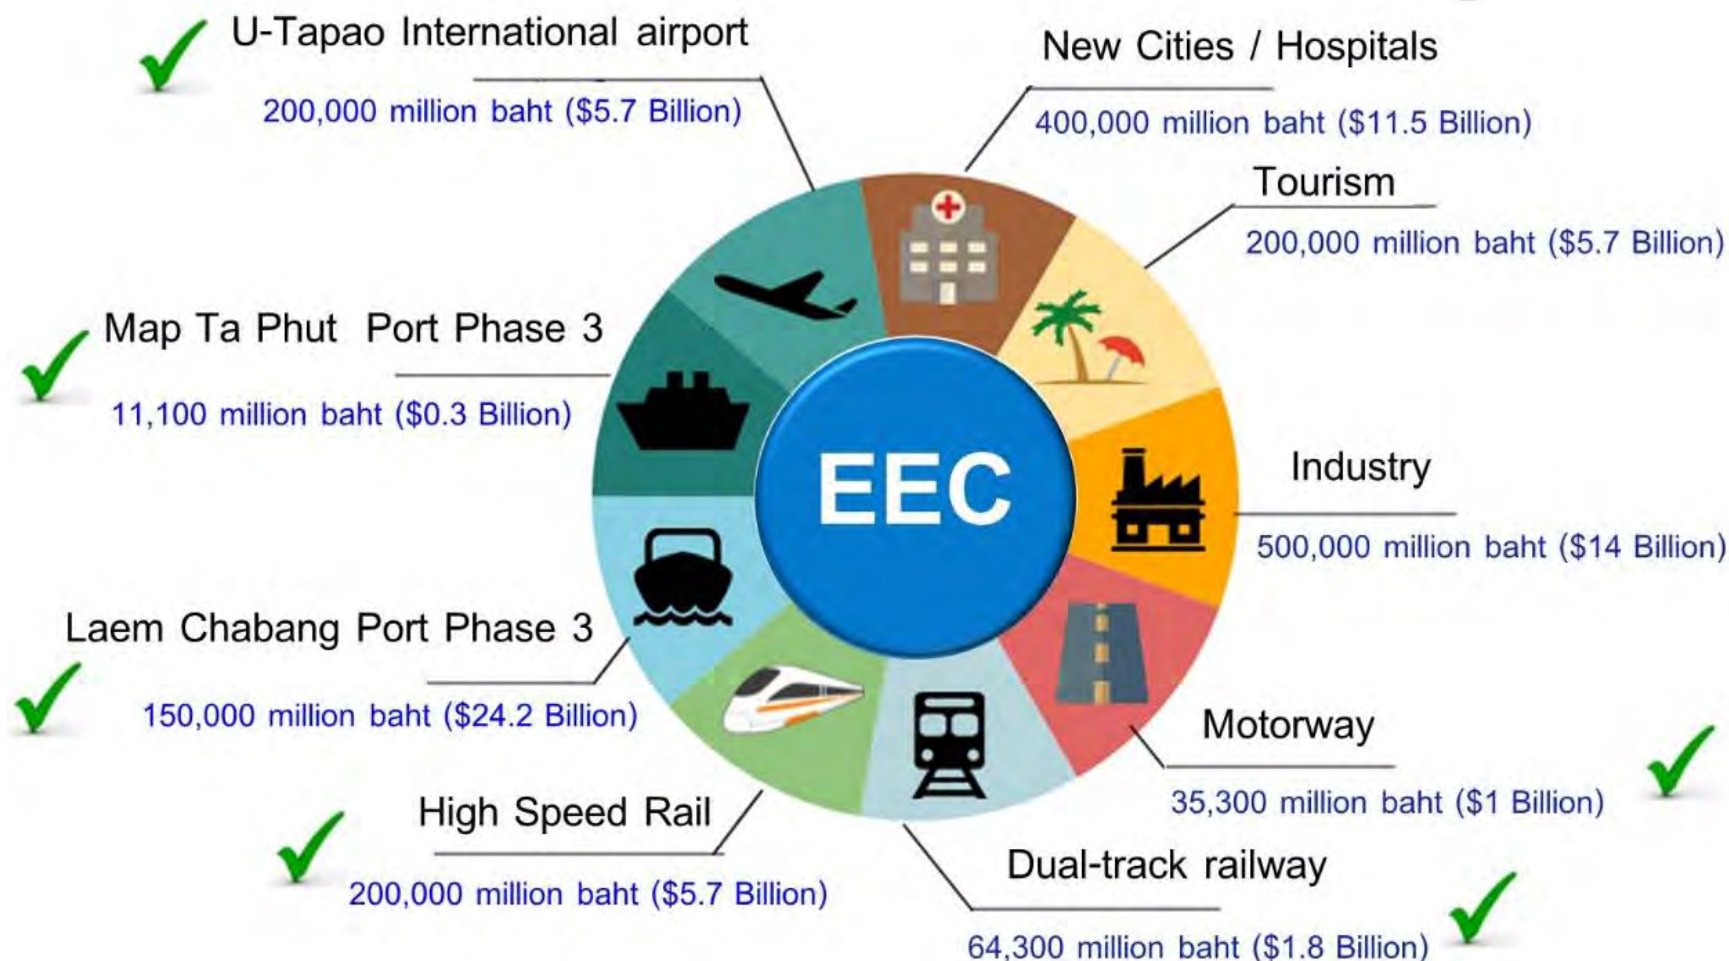 U-Tapao International airport
200,000 million baht ($5.7 Billion)
New Cities / Hospitals
400,000 million baht ($11.5 Billion)
Tourism
200,000 million baht ($5.7 Billion)
Map Ta Phut Port Phase 3
11,100 million baht ($0.3 Billion)
EEC
Industry
500,000 million baht ($14 Billion)
Laem Chabang Port Phase 3
150,000 million baht ($24.2 Billion)
Motorway
35,300 million baht ($1 Billion)
High Speed Rail
200,000 million baht ($5.7 Billion)
Dual-track railway
64,300 million baht ($1.8 Billion)